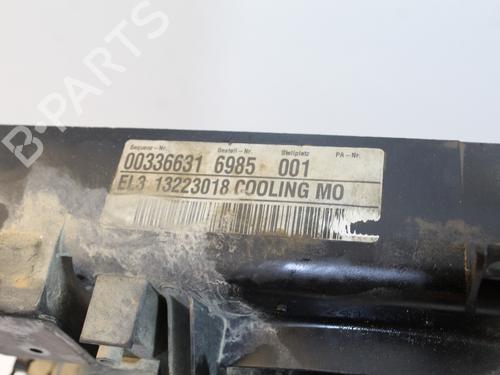 Sequenz-Nr. Bestell-Nr. Stellplatz PA-Nr.
00336631 6985 001
EL3 13223018 COOLING MO
B PARTS